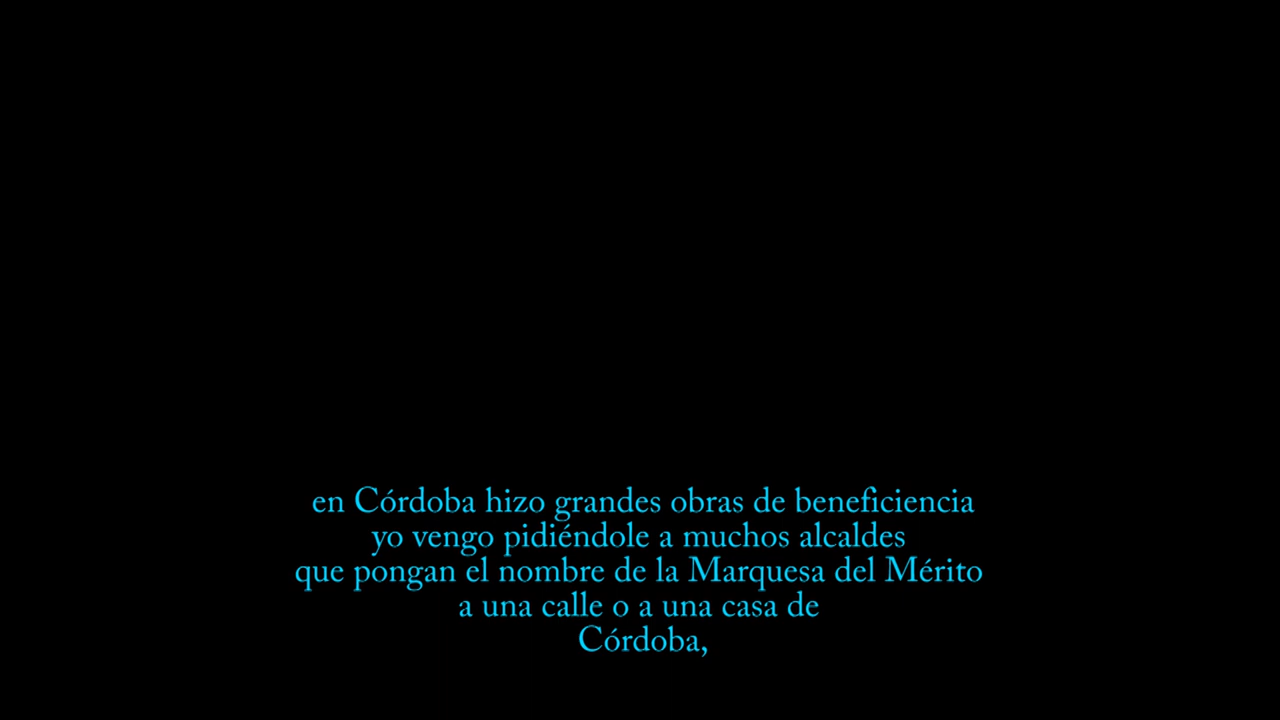 en Córdoba hizo grandes obras de beneficiencia
yo vengo pidiéndole a muchos alcaldes
que pongan el nombre de la Marquesa del Mérito
a una calle o a una casa de
Córdoba,